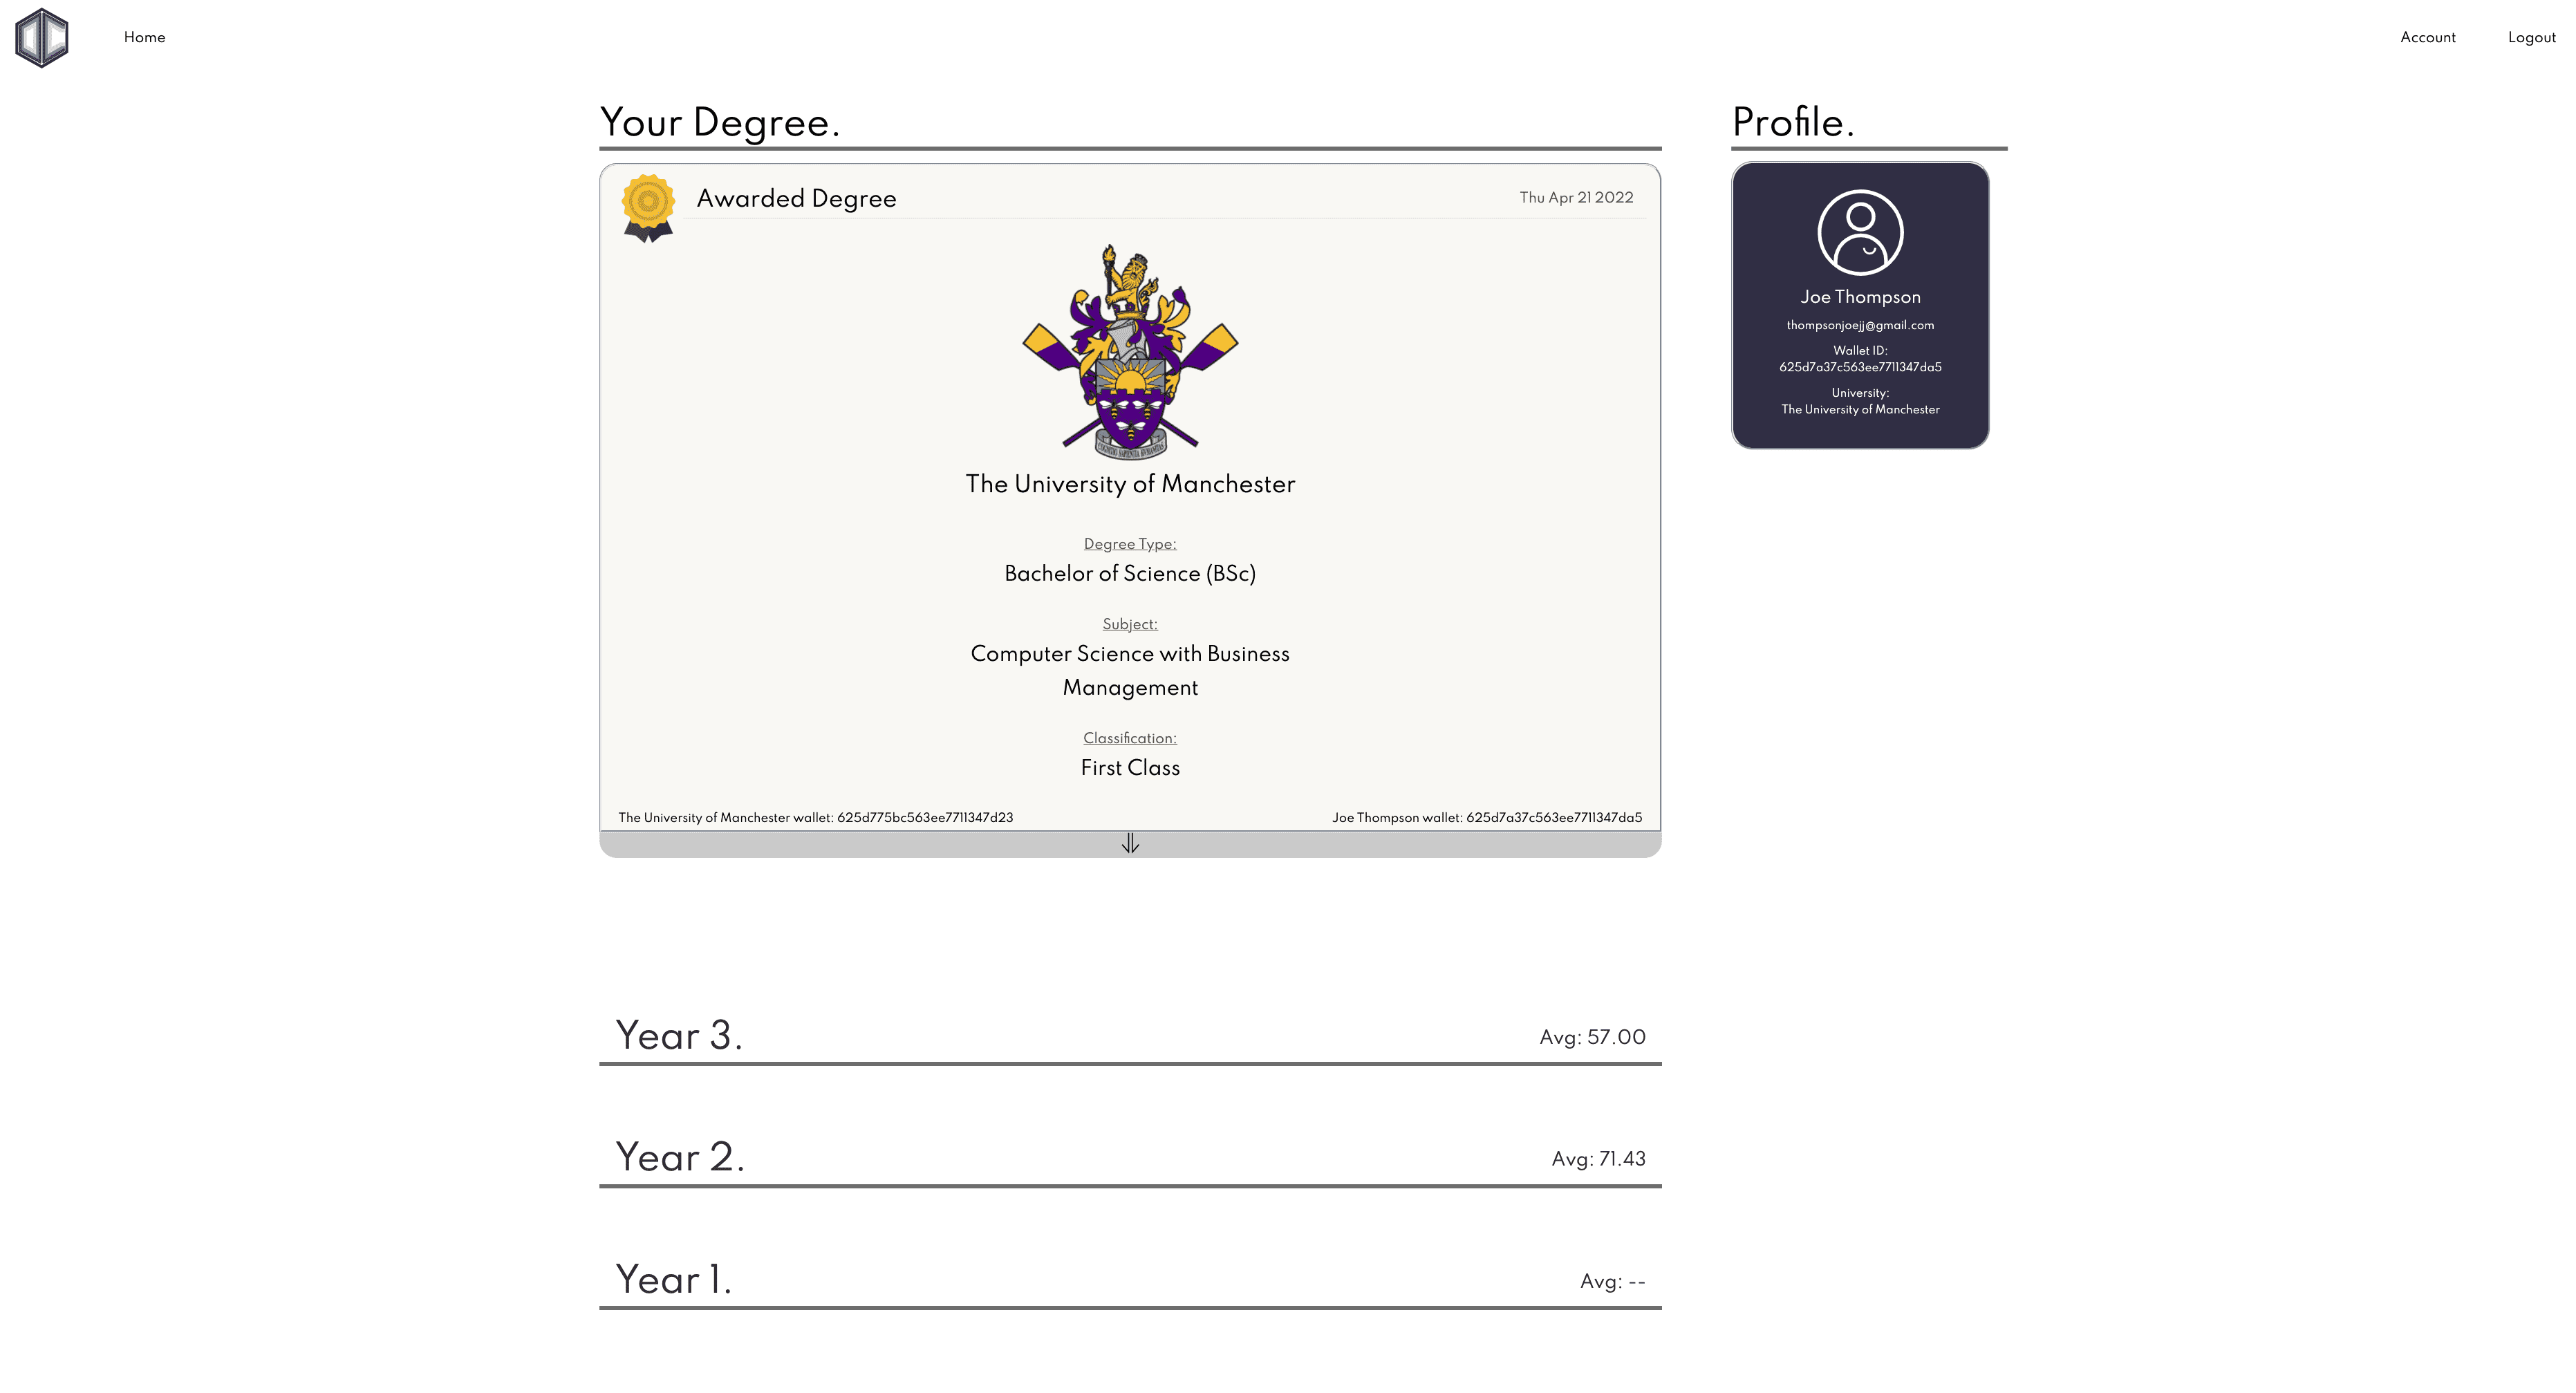 Home
Account
Logout
Your Degree.
Awarded Degree
Thu Apr 21 2022
The University of Manchester
Degree Type:
Bachelor of Science (BSc)
Subject:
Computer Science with Business
Management
Classification:
First Class
The University of Manchester wallet: 625d775bc563ee7711347d23
Joe Thompson wallet: 625d7a37c563ee7711347da5
Year 3.
Avg: 57.00
Year 2.
Avg: 71.43
Year 1.
Avg: --
Profile.
Joe Thompson
thompsonjoejj@gmail.com
Wallet ID:
625d7a37c563ee7711347da5
University:
The University of Manchester